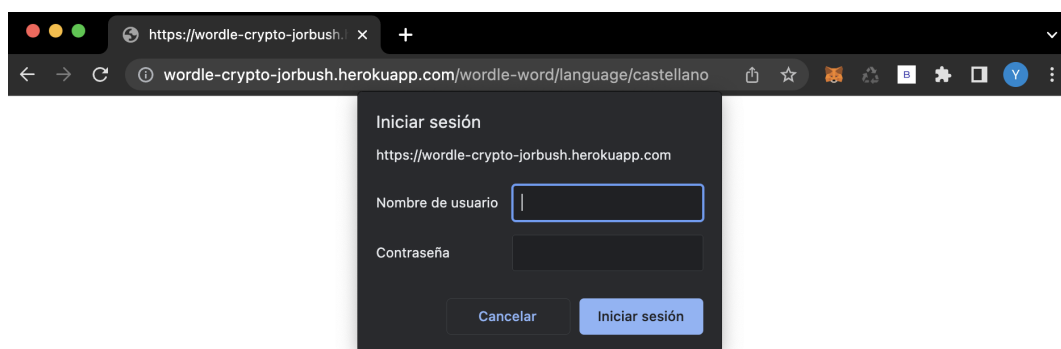 https://wordle-crypto-jorbush.
wordle-crypto-jorbush.herokuapp.com/wordle-word/language/castellano
B
Y
Iniciar sesión
https://wordle-crypto-jorbush.herokuapp.com
Nombre de usuario
Contraseña
Cancelar
Iniciar sesión